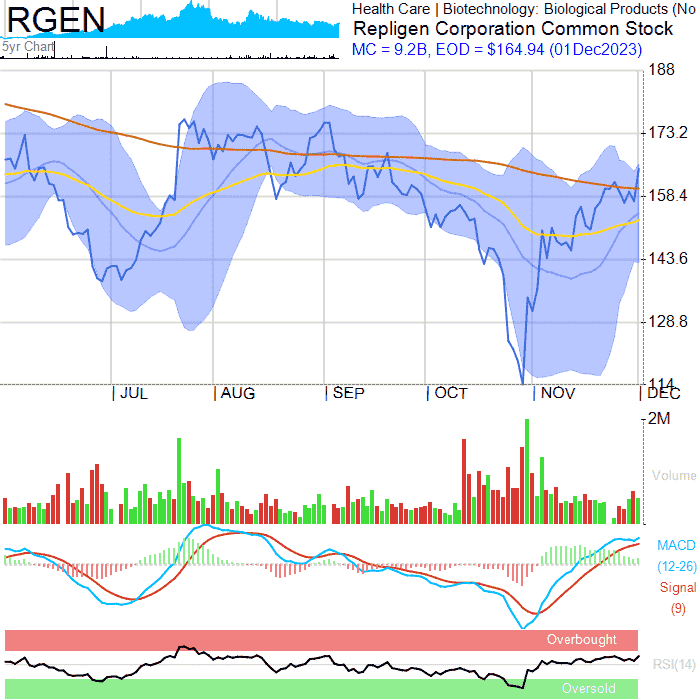 RGEN
5yr Chart
Health Care | Biotechnology: Biological Products (No
Repligen Corporation Common Stock
MC = 9.2B, EOD = $164.94 (01Dec2023)
188
173.2
158.4
143.6
128.8
114
JUL AUG SEP OCT NOV DEC
2M
Volume
MACD
(12-26)
Signal
(9)
Overbought
RSI(14)
Oversold